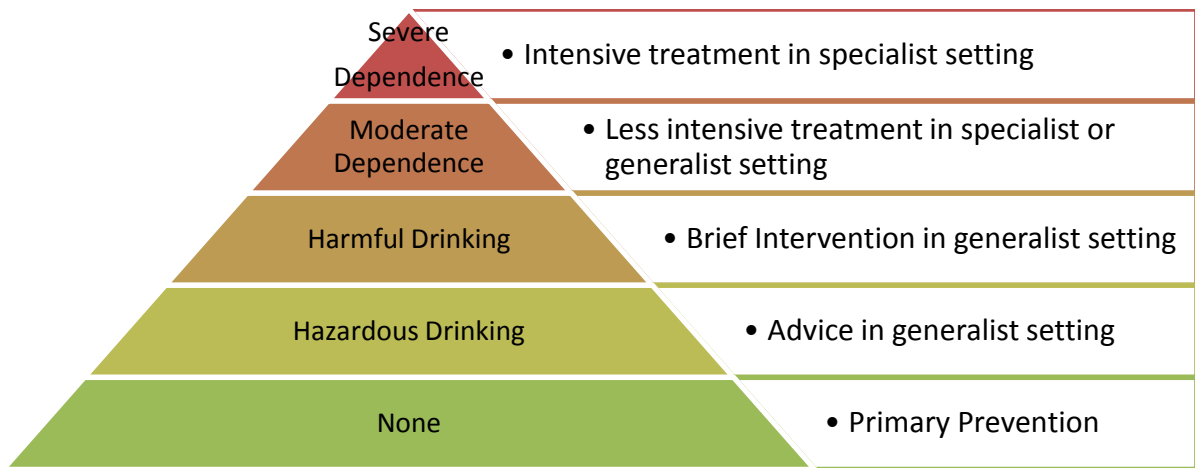 Severe
Dependence
• Intensive treatment in specialist setting
Moderate
Dependence
• Less intensive treatment in specialist or
generalist setting
Harmful Drinking
• Brief Intervention in generalist setting
Hazardous Drinking
• Advice in generalist setting
None
• Primary Prevention